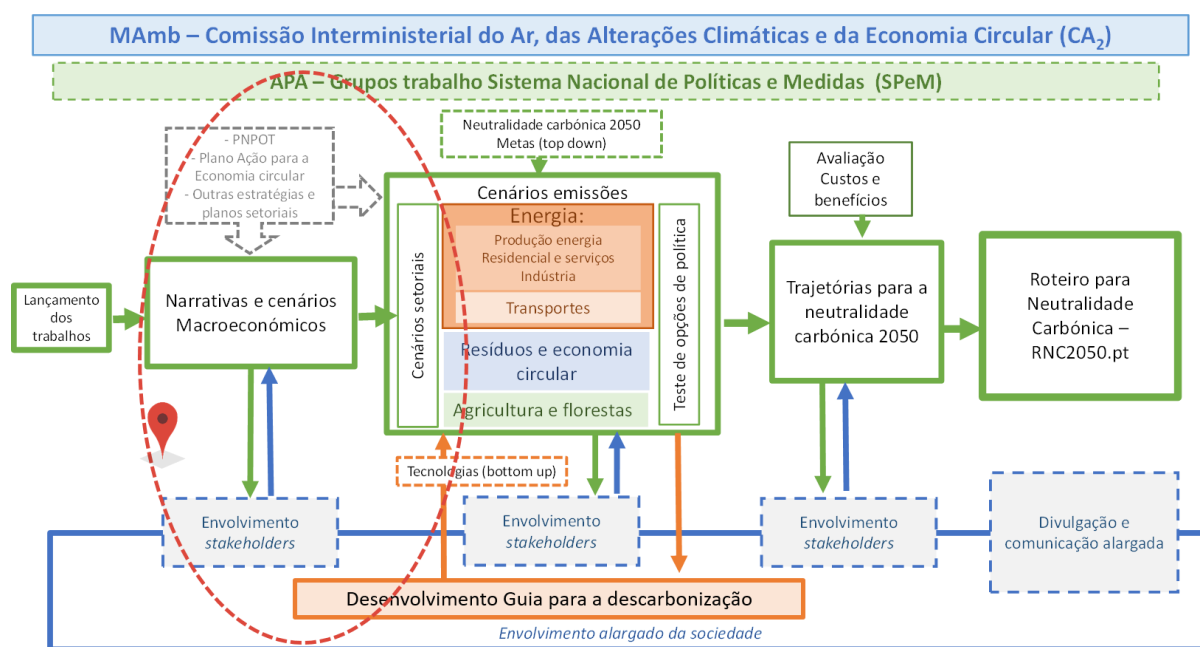 MAmb – Comissão Interministerial do Ar, das Alterações Climáticas e da Economia Circular (CA₂)
APA – Grupos trabalho Sistema Nacional de Políticas e Medidas (SPeM)
- PNPOT
- Plano Ação para a
Economia circular
- Outras estratégias e
planos setoriais
Neutralidade carbónica 2050
Metas (top down)
Avaliação
Custos e
benefícios
Lançamento
dos
trabalhos
Narrativas e cenários
Macroeconómicos
Cenários emissões
Cenários setoriais
Energia:
Produção energia
Residencial e serviços
Indústria
Transportes
Resíduos e economia
circular
Agricultura e florestas
Teste de opções de política
Trajetórias para a
neutralidade
carbónica 2050
Roteiro para
Neutralidade
Carbónica –
RNC2050.pt
Tecnologias (bottom up)
Envolvimento
stakeholders
Envolvimento
stakeholders
Envolvimento
stakeholders
Divulgação e
comunicação alargada
Desenvolvimento Guia para a descarbonização
Envolvimento alargado da sociedade